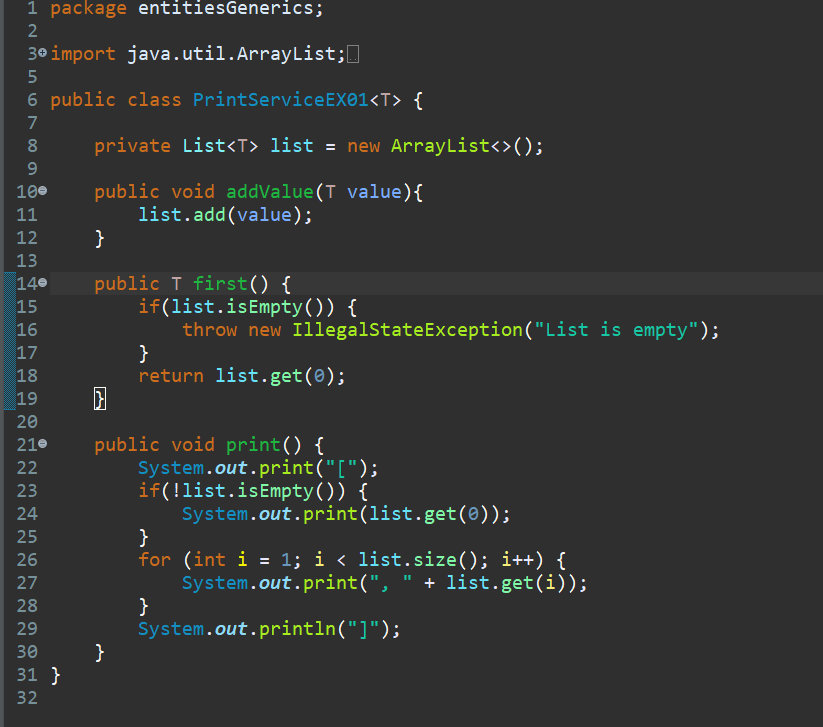 1 package entitiesGenerics;
2
3 import java.util.ArrayList;
5
6 public class PrintServiceEX01<T> {
7
8     private List<T> list = new ArrayList<>();
9
10     public void addValue(T value){
11         list.add(value);
12     }
13
14     public T first() {
15         if(list.isEmpty()) {
16             throw new IllegalStateException("List is empty");
17         }
18         return list.get(0);
19     }
20
21     public void print() {
22         System.out.print("[");
23         if(!list.isEmpty()) {
24             System.out.print(list.get(0));
25         }
26         for (int i = 1; i < list.size(); i++) {
27             System.out.print(", " + list.get(i));
28         }
29         System.out.println("]");
30     }
31 }
32